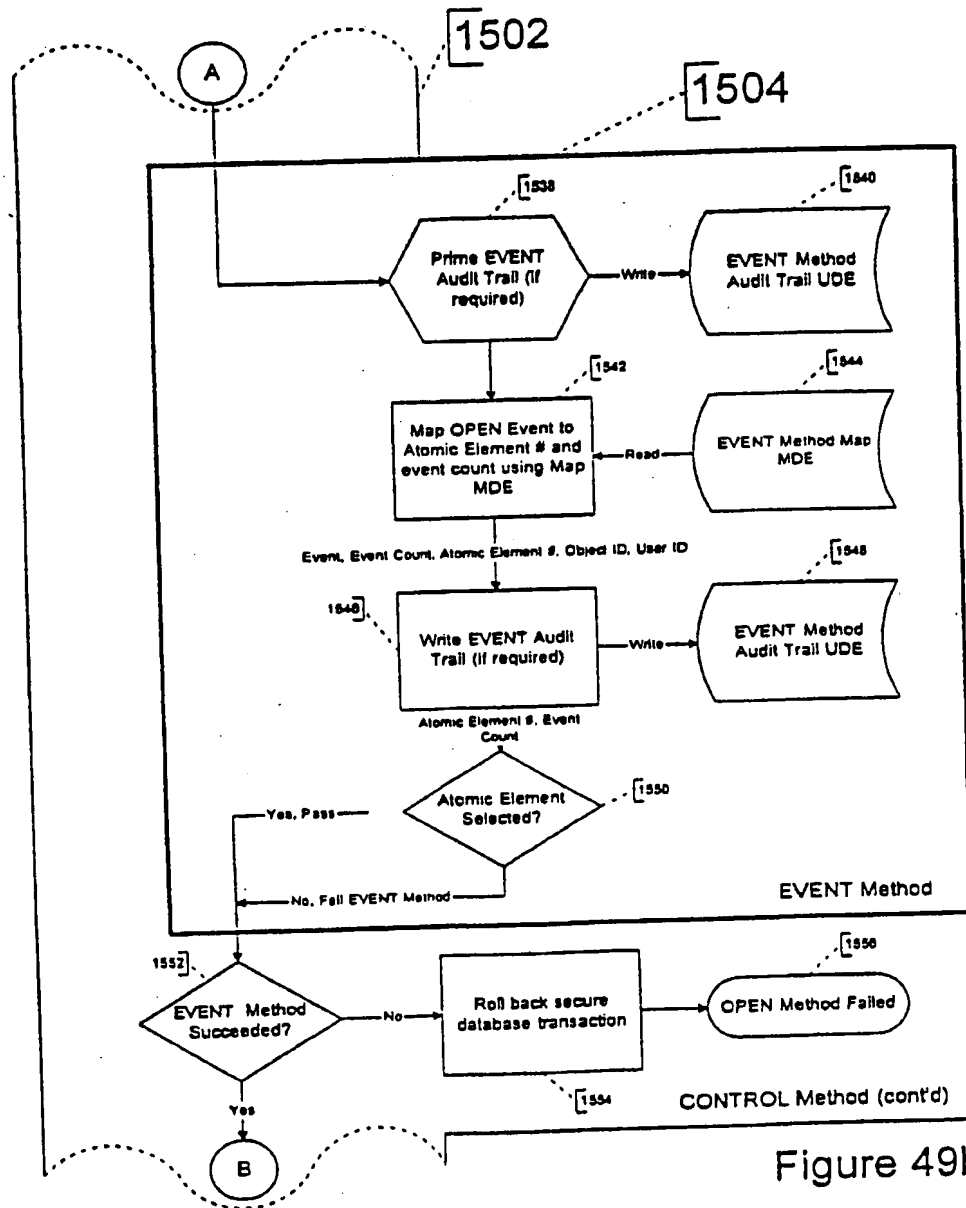 1502
A
1504
1538
1540
Prime EVENT
Audit Trail (if
required)
Write
EVENT Method
Audit Trail UDE
1542
1544
Map OPEN Event to
Atomic Element # and
event count using Map
MDE
Read
EVENT Method Map
MDE
Event, Event Count, Atomic Element #, Object ID, User ID
1546
1548
Write EVENT Audit
Trail (if required)
Write
EVENT Method
Audit Trail UDE
Atomic Element #, Event
Count
1550
Atomic Element
Selected?
Yes, Pass
No, Fail EVENT Method
EVENT Method
1552
1556
EVENT Method
Succeeded?
No
Roll back secure
database transaction
OPEN Method Failed
1554
Yes
CONTROL Method (cont'd)
B
Figure 49